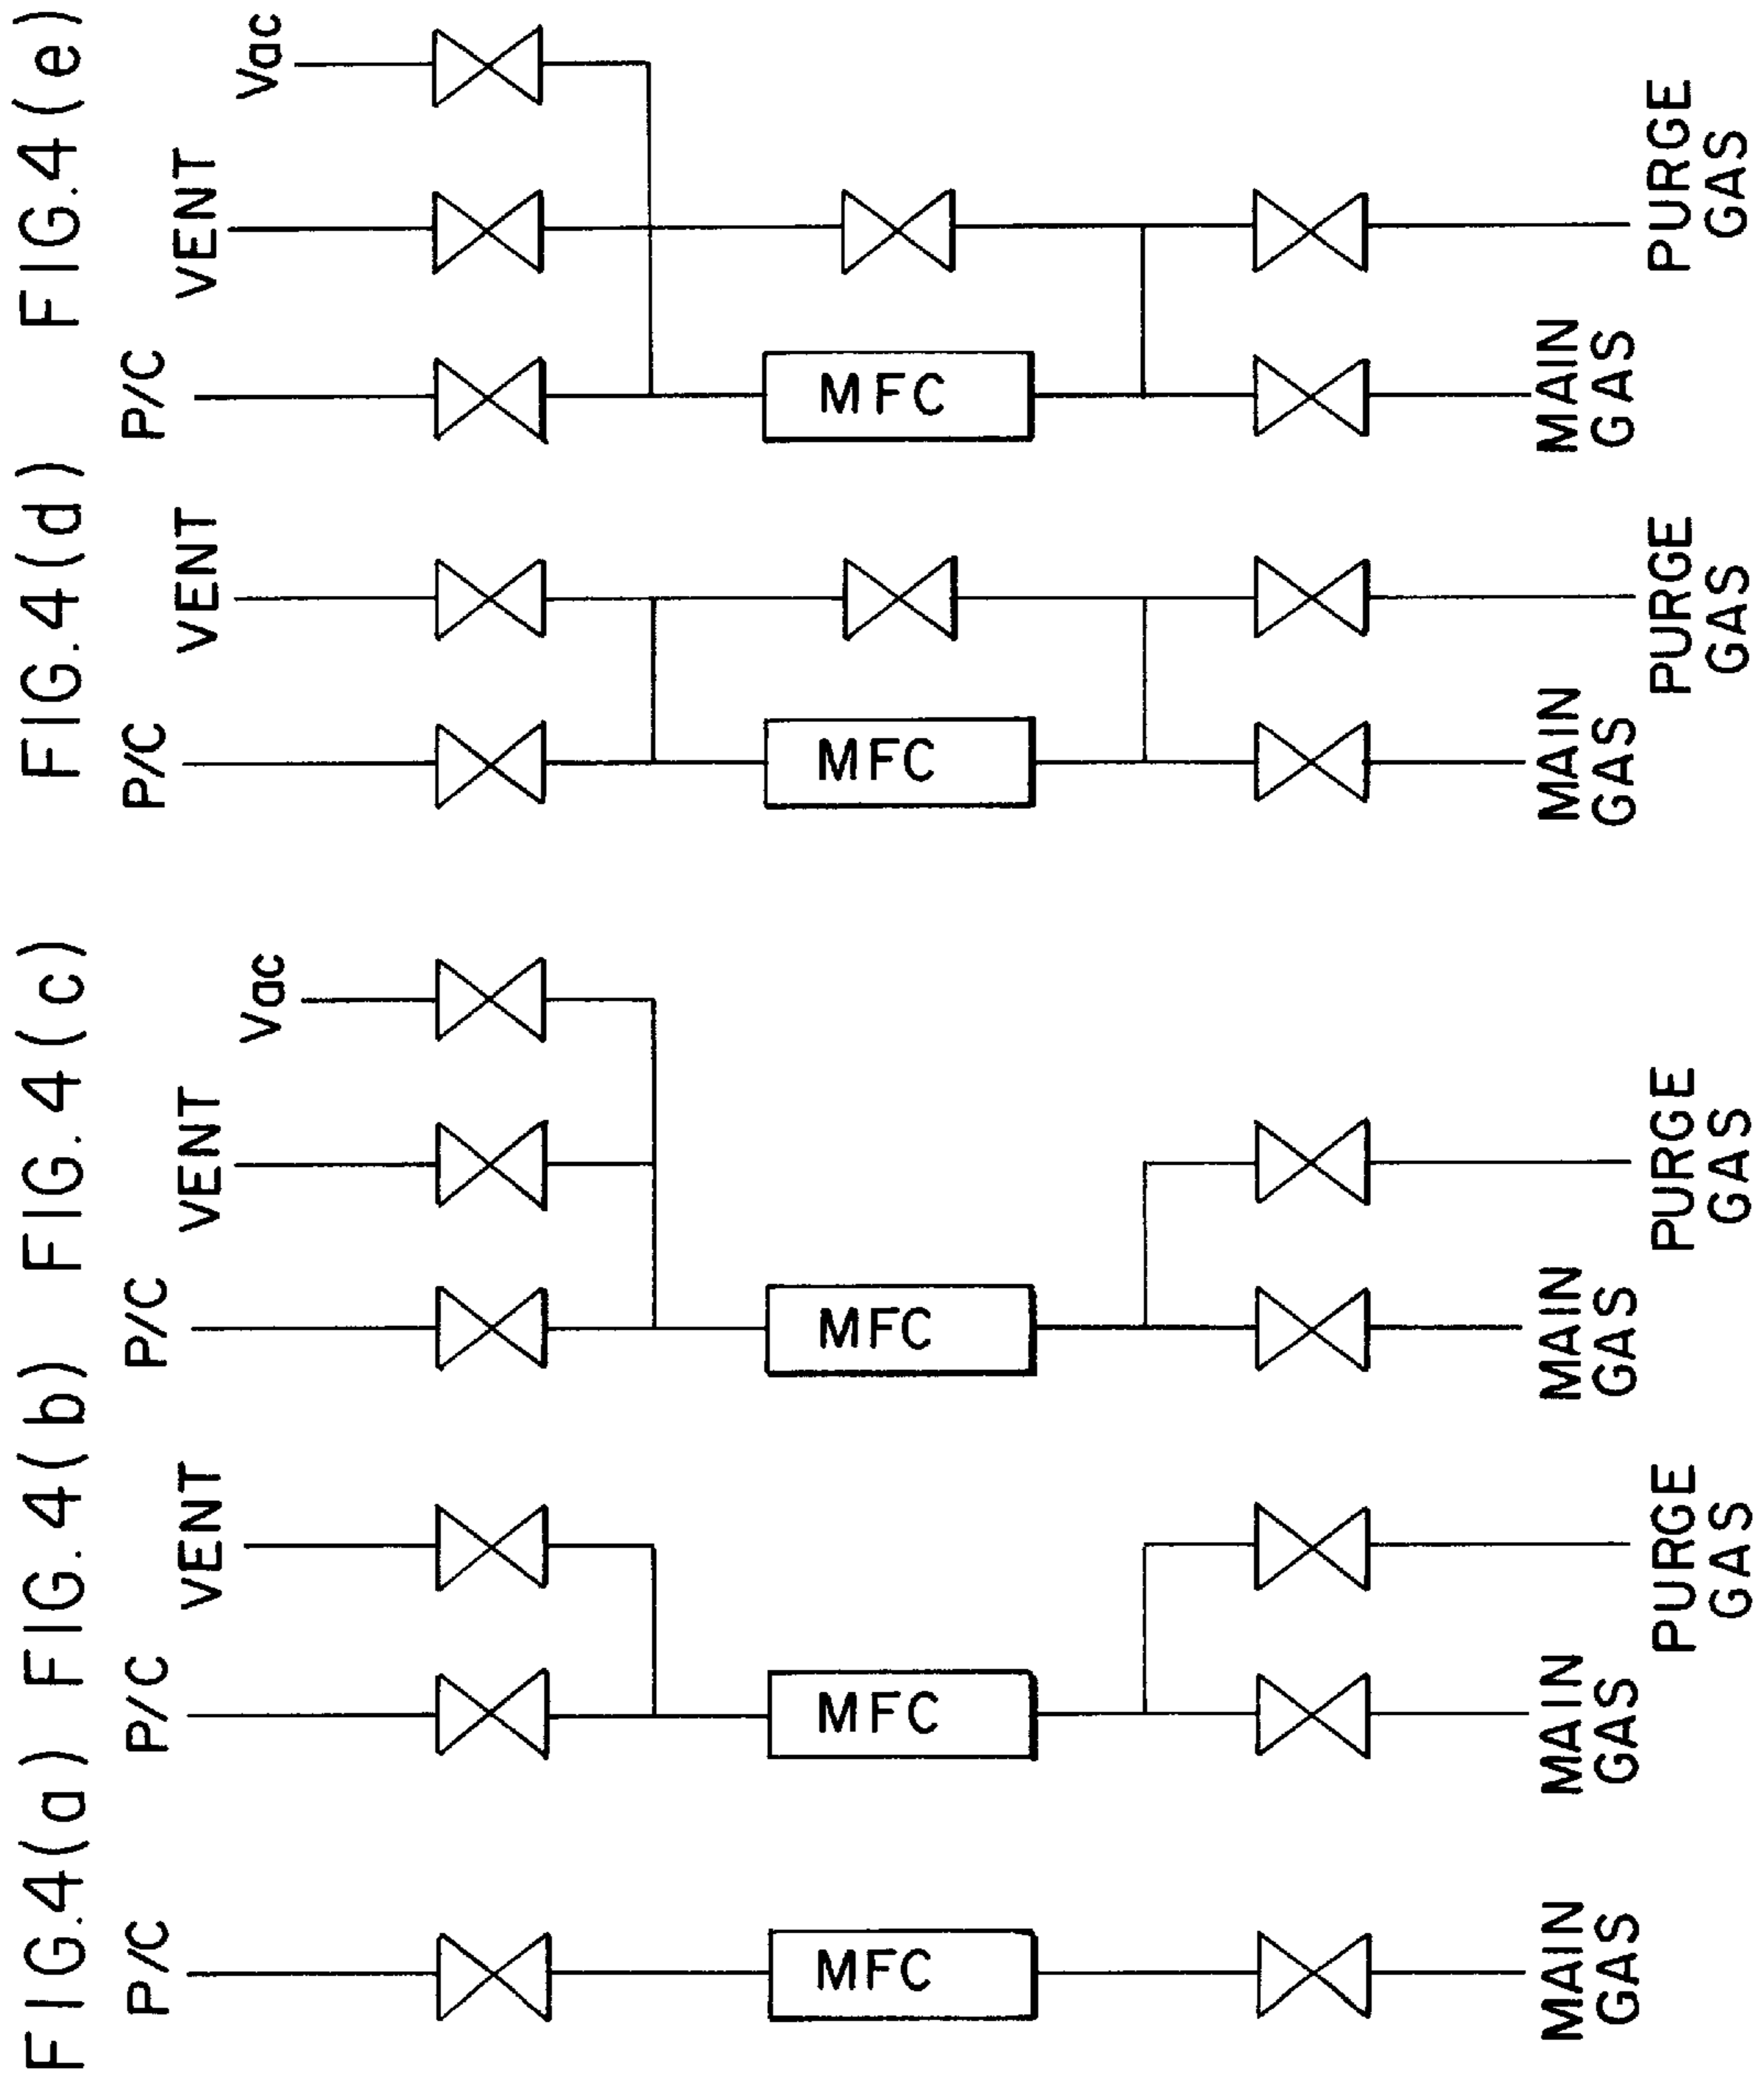 FIG.4(a)
P/C
MFC
MAIN
GAS
FIG.4(b)
P/C
VENT
MFC
MAIN
GAS
PURGE
GAS
FIG.4(c)
P/C
VENT
Vac
MFC
MAIN
GAS
PURGE
GAS
FIG.4(d)
P/C
VENT
MFC
MAIN
GAS
PURGE
GAS
FIG.4(e)
P/C
VENT
Vac
MFC
MAIN
GAS
PURGE
GAS